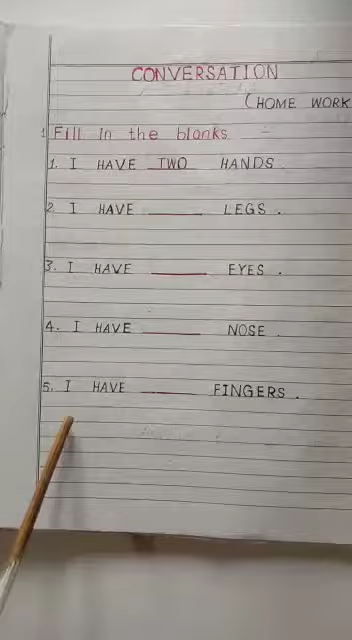 CONVERSATION
(HOME WORK
1 Fill in the blanks
1. I HAVE TWO HANDS.
2. I HAVE ______ LEGS.
3. I HAVE ______ EYES.
4. I HAVE ______ NOSE.
5. I HAVE ______ FINGERS.